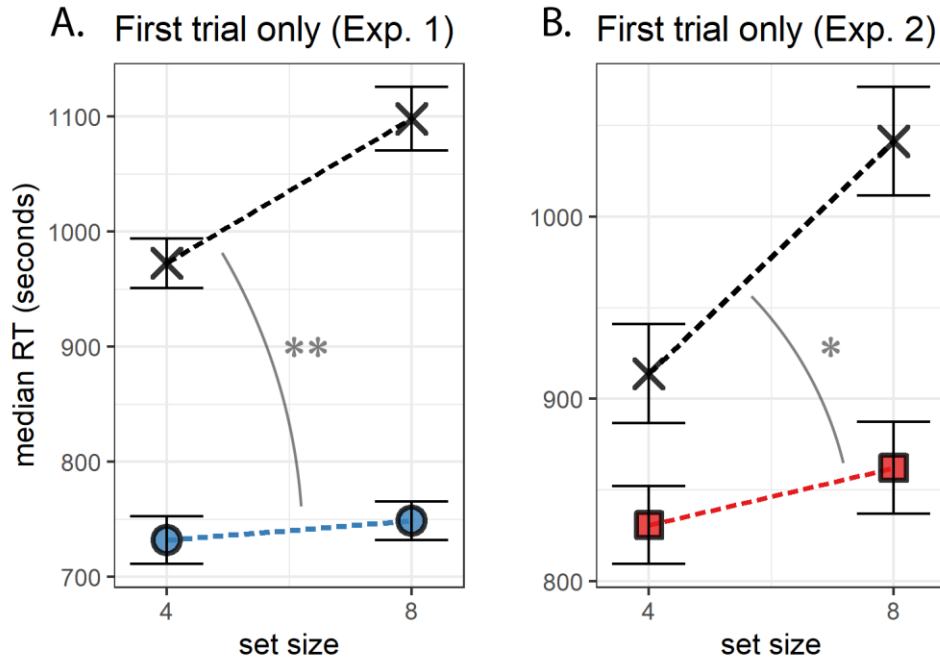 A. First trial only (Exp. 1)
median RT (seconds)
1100
1000
900
800
700
**
4
8
set size
B. First trial only (Exp. 2)
1000
900
800
*
4
8
set size